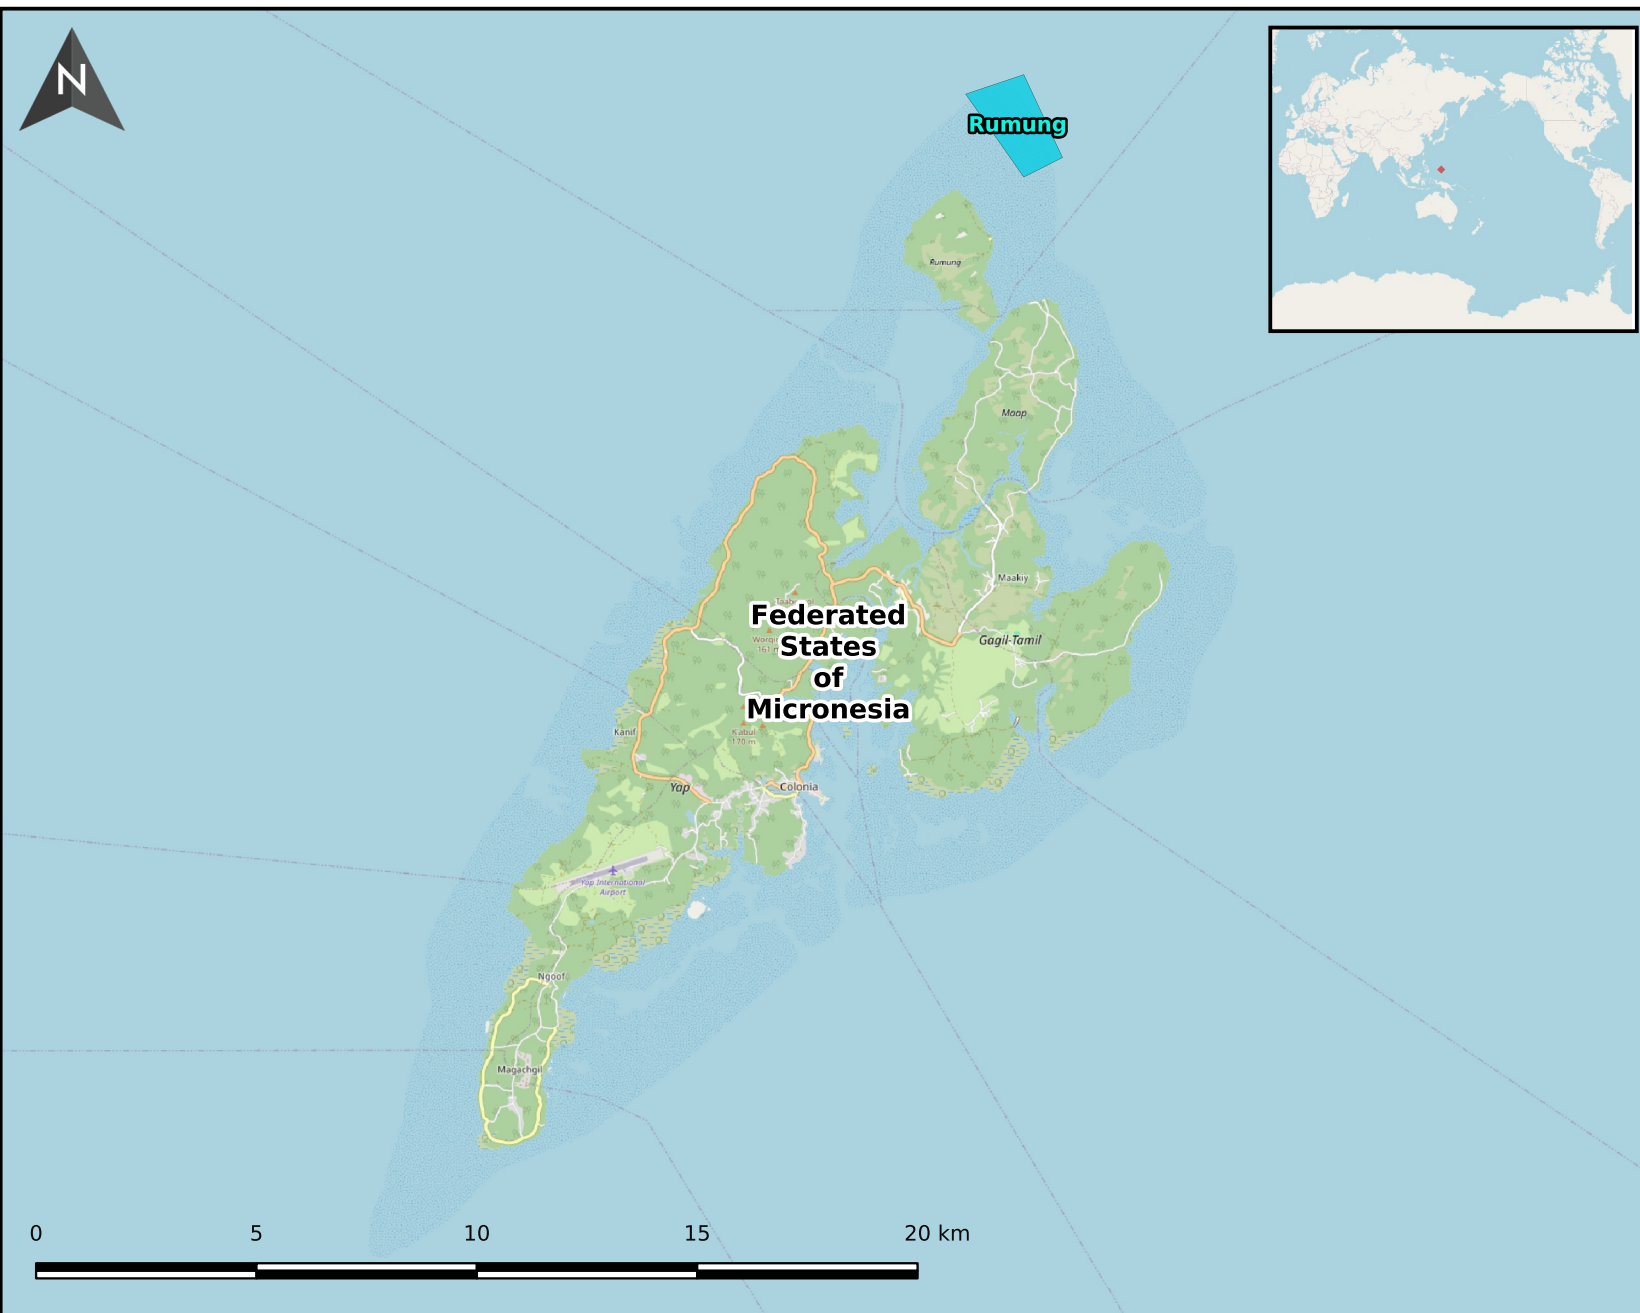 N
Rumung
Rumung
Maap
Maakiy
Federated
States
of
Micronesia
Gagil-Tamil
161 m
Kanif
Kabul
170 m
Yap
Colonia
Yap International
Airport
Ngoof
Magachgil
0 5 10 15 20 km